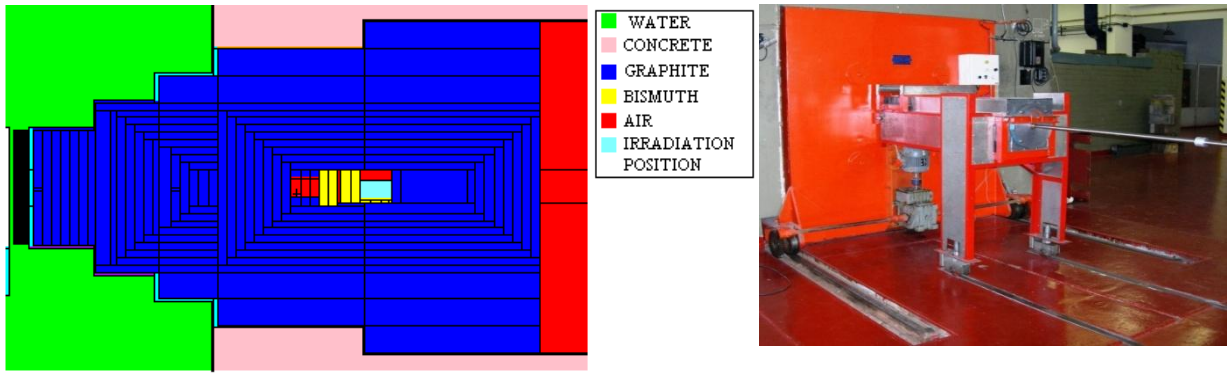 WATER
CONCRETE
GRAPHITE
BISMUTH
AIR
IRRADIATION
POSITION